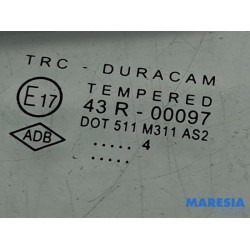 TRC - DURACAM
TEMPERED
E17
43 R - 00097
DOT 511 M311 AS2
ADB
..... 4
.....
MARESIA